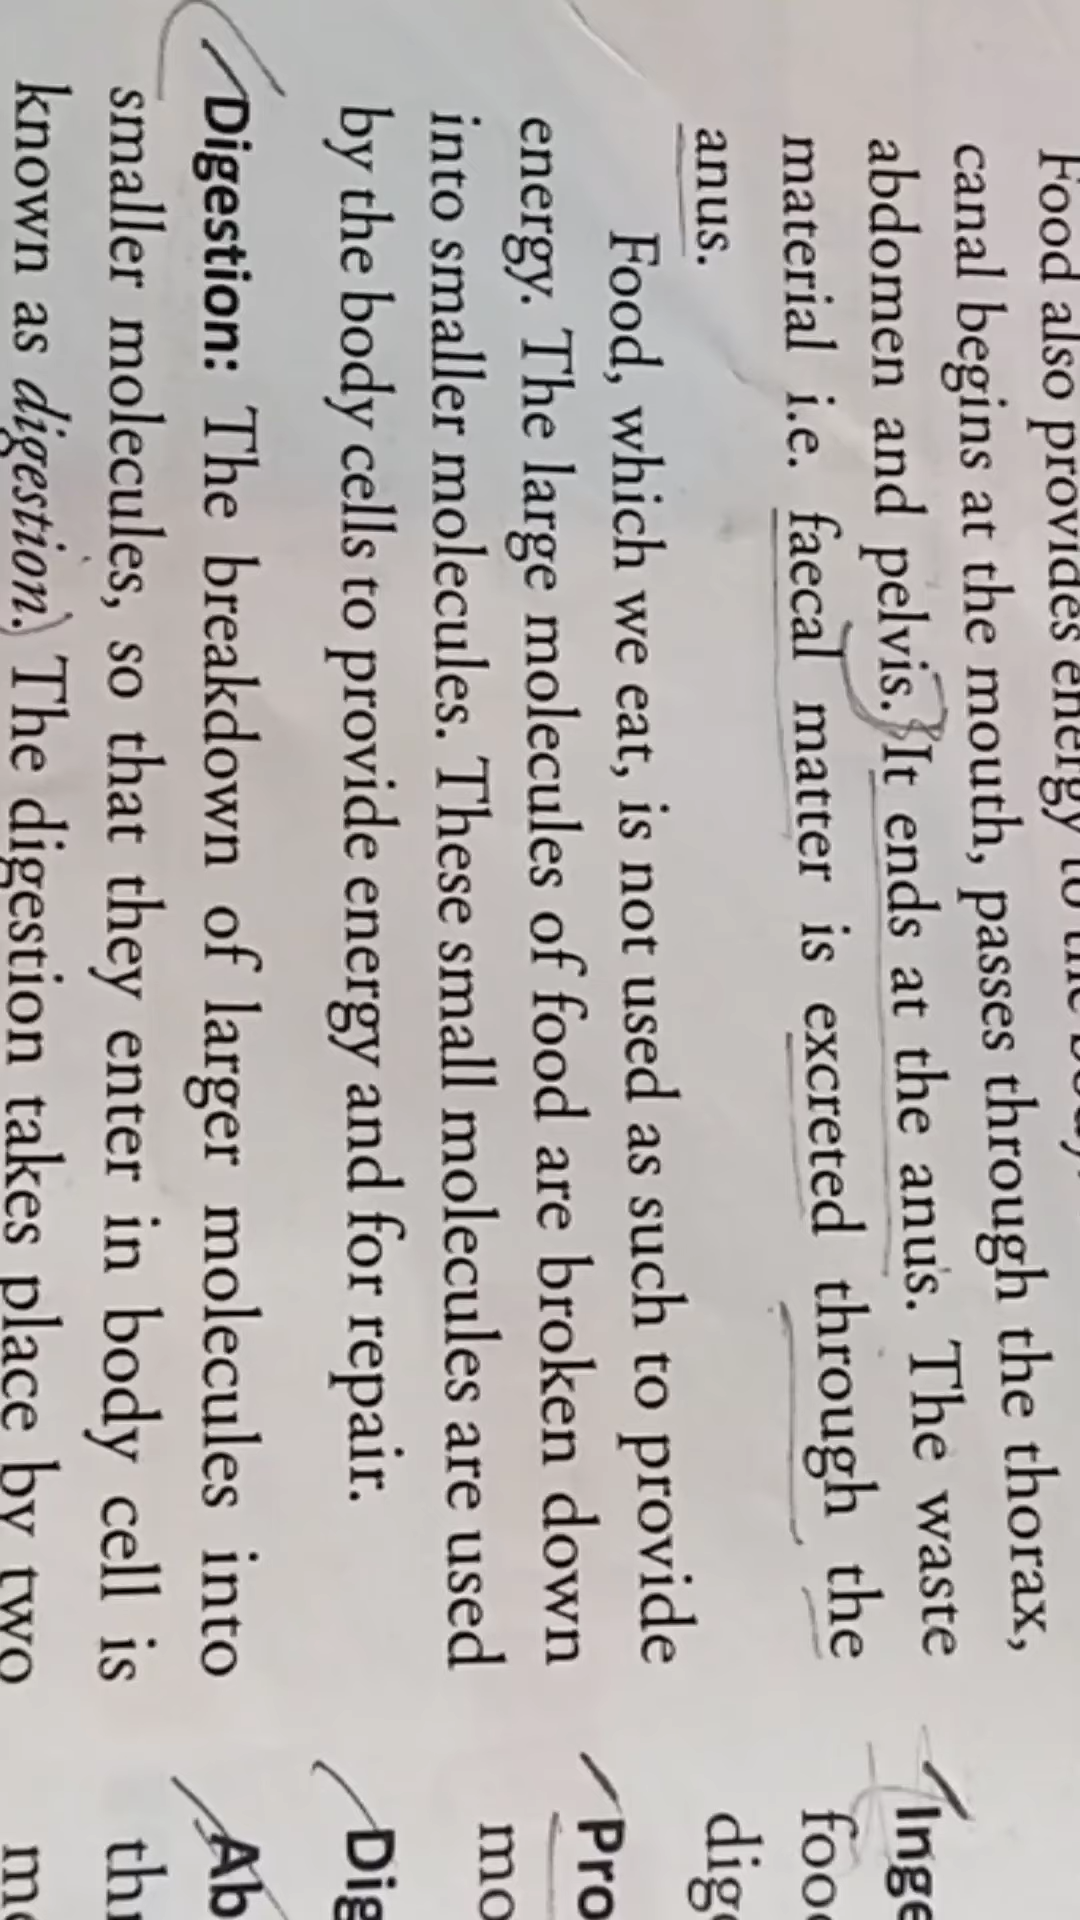 Food also provides energy to the body.
canal begins at the mouth, passes through the thorax,
abdomen and pelvis. It ends at the anus. The waste
material i.e. faecal matter is excreted through the
anus.
Food, which we eat, is not used as such to provide
energy. The large molecules of food are broken down
into smaller molecules. These small molecules are used
by the body cells to provide energy and for repair.
Digestion: The breakdown of larger molecules into
smaller molecules, so that they enter in body cell is
known as digestion.) The digestion takes place by two